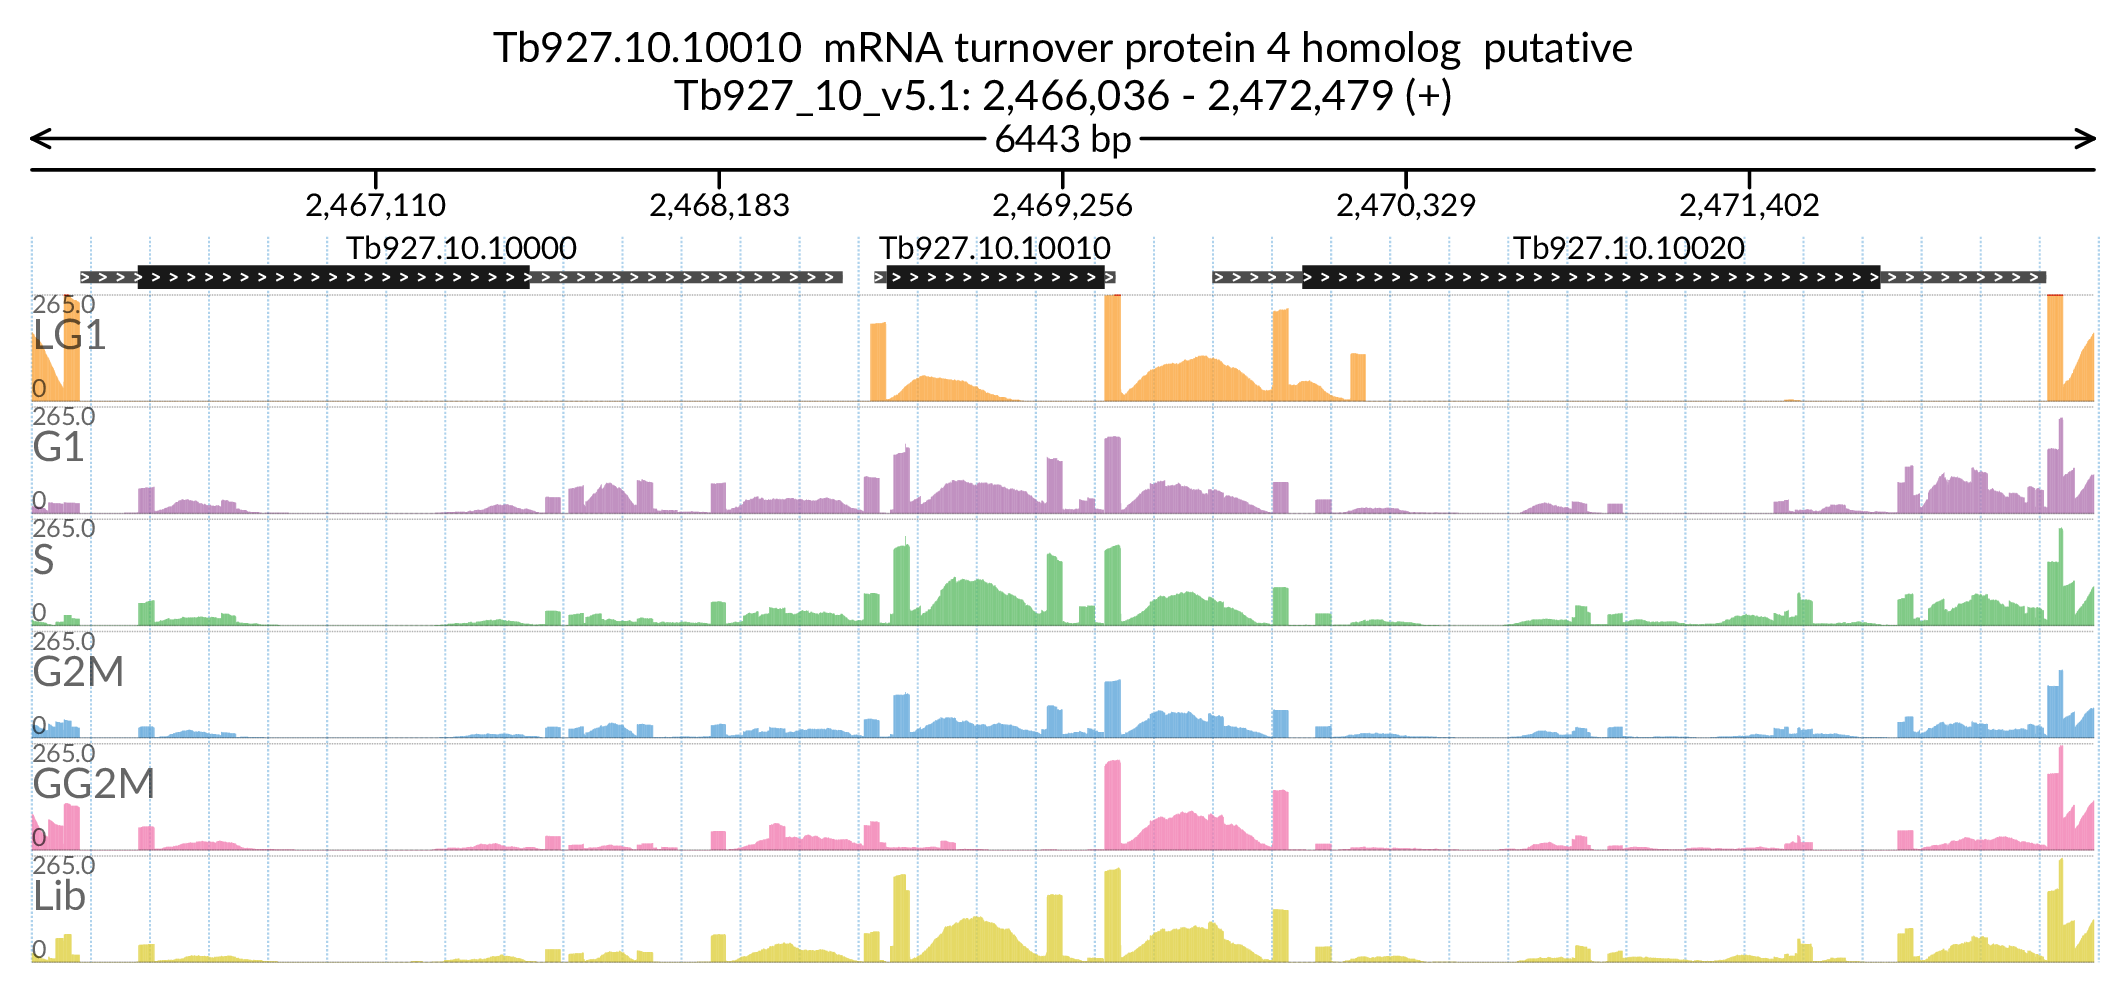 Tb927.10.10010  mRNA turnover protein 4 homolog  putative
Tb927_10_v5.1: 2,466,036 - 2,472,479 (+)
6443 bp
2,467,110 2,468,183 2,469,256 2,470,329 2,471,402
Tb927.10.10000 Tb927.10.10010 Tb927.10.10020
265.0
LG1
0
265.0
G1
0
265.0
S
0
265.0
G2M
0
265.0
GG2M
0
265.0
Lib
0